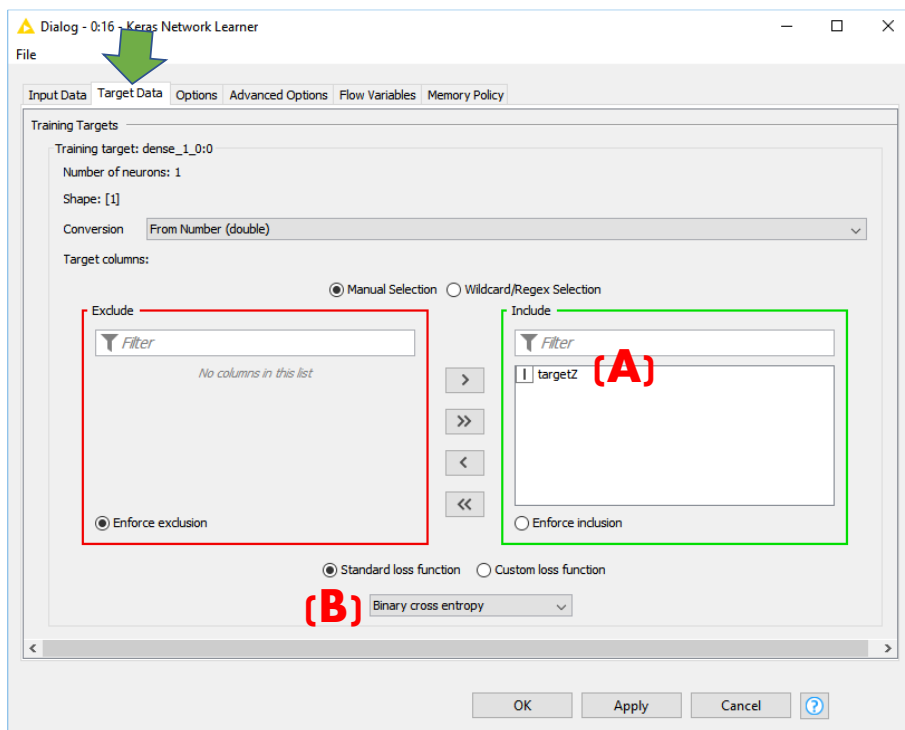 Dialog - 0:16 - Keras Network Learner
File
Input Data Target Data Options Advanced Options Flow Variables Memory Policy
Training Targets
Training target: dense_1_0:0
Number of neurons: 1
Shape: [1]
Conversion From Number (double)
Target columns:
Manual Selection Wildcard/Regex Selection
Exclude Include
Filter Filter
No columns in this list
I targetZ (A)
>
>>
<
<<
Enforce exclusion Enforce inclusion
Standard loss function Custom loss function
(B) Binary cross entropy
OK Apply Cancel ?